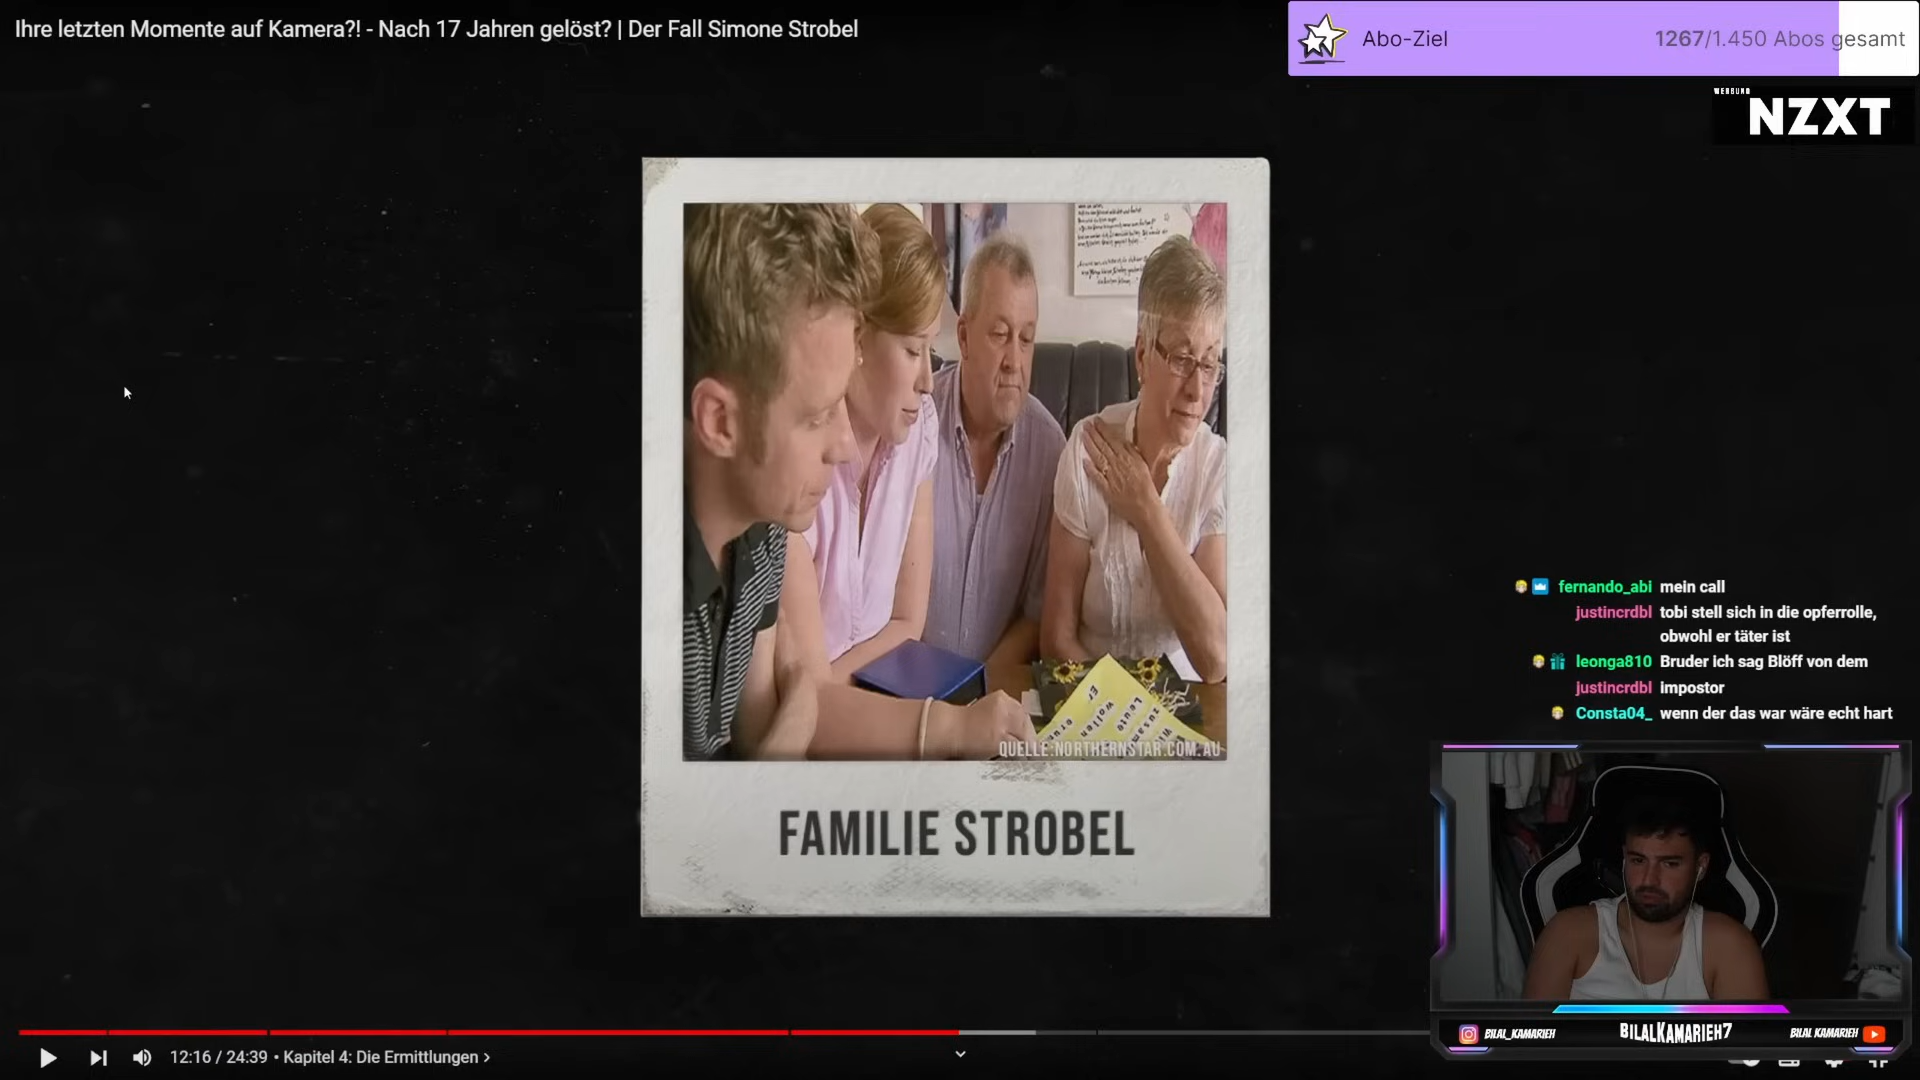 Ihre letzten Momente auf Kamera?! - Nach 17 Jahren gelöst? | Der Fall Simone Strobel
Abo-Ziel
1267/1.450 Abos gesamt
WERBUNG
NZXT
QUELLE:NORTHERNSTAR.COM.AU
FAMILIE STROBEL
fernando_abi mein call
justincrdbl tobi stell sich in die opferrolle,
obwohl er täter ist
leonga810 Bruder ich sag Blöff von dem
justincrdbl impostor
Consta04_ wenn der das war wäre echt hart
BILAL_KAMARIEH
BILALKAMARIEH7
BILAL KAMARIEH
12:16 / 24:39 • Kapitel 4: Die Ermittlungen >